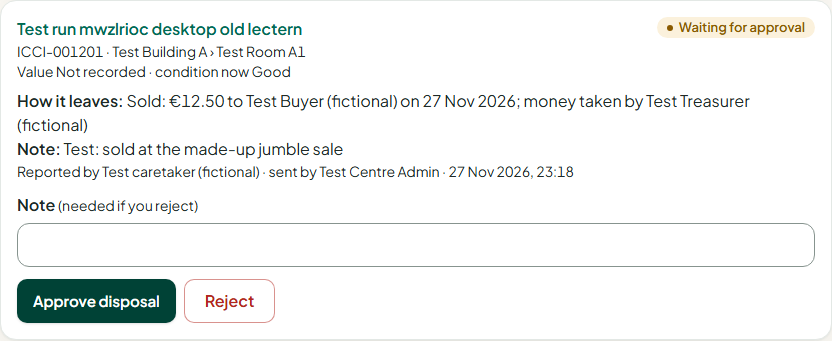 Test run mwzlrioc desktop old lectern
Waiting for approval
ICCI-001201 · Test Building A › Test Room A1
Value Not recorded · condition now Good
How it leaves: Sold: €12.50 to Test Buyer (fictional) on 27 Nov 2026; money taken by Test Treasurer
(fictional)
Note: Test: sold at the made-up jumble sale
Reported by Test caretaker (fictional) · sent by Test Centre Admin · 27 Nov 2026, 23:18
Note (needed if you reject)
Approve disposal
Reject